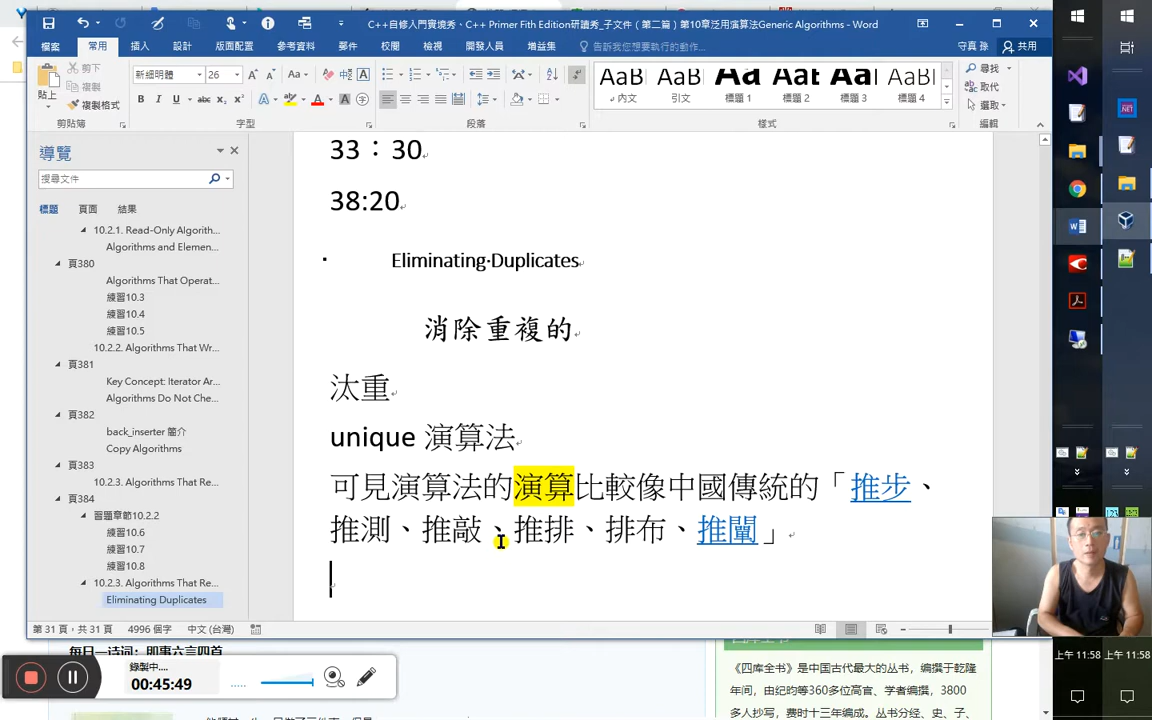 C++自修入門實境秀、C++ Primer Fith Edition研讀秀_子文件（第二篇）第10章泛用演算法Generic Algorithms - Word
檔案 常用 插入 設計 版面配置 參考資料 郵件 校閱 檢視 開發人員 增益集 告訴我您想要執行的動作... 守真 孫 共用
貼上 剪下 複製 複製格式 剪貼簿
新細明體 26 字型
段落
AaBl AaBb AaB AaB AaB AaBl
內文 引文 標題 1 標題 2 標題 3 標題 4 樣式
尋找 取代 選取 編輯
導覽
搜尋文件
標題 頁面 結果
10.2.1. Read-Only Algorith...
Algorithms and Elemen...
頁380
Algorithms That Operat...
練習10.3
練習10.4
練習10.5
10.2.2. Algorithms That Wr...
頁381
Key Concept: Iterator Ar...
Algorithms Do Not Che...
頁382
back_inserter 簡介
Copy Algorithms
頁383
10.2.3. Algorithms That Re...
頁384
習題章節10.2.2
練習10.6
練習10.7
練習10.8
10.2.3. Algorithms That Re...
Eliminating Duplicates
33：30
38:20
Eliminating Duplicates
消除重複的
汰重
unique 演算法
可見演算法的演算比較像中國傳統的「推步、
推測、推敲、推排、排布、推闡」
第 31 頁，共 31 頁 4996 個字 中文 (台灣)
每日一诗词：即事六言四首
錄製中....
00:45:49
四库全书
《四库全书》是中国古代最大的丛书，编撰于乾隆
年间，由纪昀等360多位高官、学者编撰，3800
多人抄写，费时十三年编成。丛书分经、史、子、
上午 11:58 上午 11:58